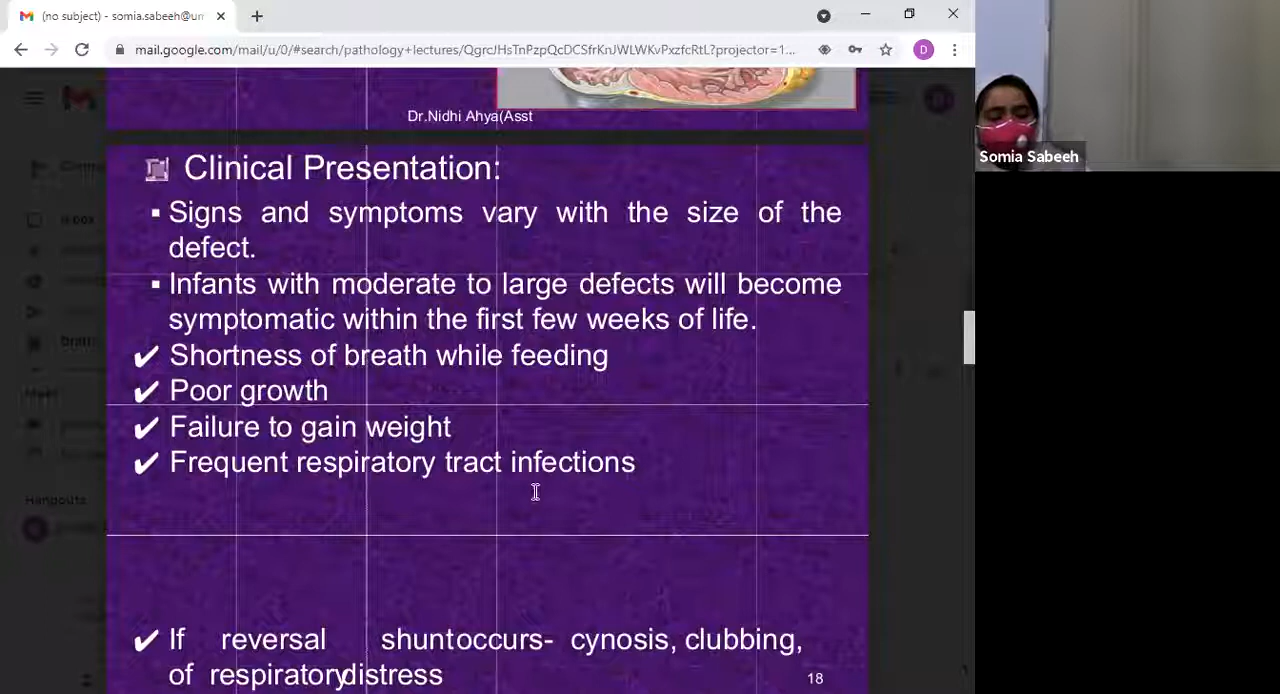 (no subject) - somia.sabeeh@un
mail.google.com/mail/u/0/#search/pathology+lectures/QgrcJHsTnPzpQcDCSfrKnJWLWKvPxzfcRtL?projector=1...
D
Dr.Nidhi Ahya(Asst
Somia Sabeeh
Clinical Presentation:
Signs and symptoms vary with the size of the
defect.
Infants with moderate to large defects will become
symptomatic within the first few weeks of life.
✔ Shortness of breath while feeding
✔ Poor growth
✔ Failure to gain weight
✔ Frequent respiratory tract infections
Handouts
✔ If reversal shuntoccurs- cynosis, clubbing,
of respiratorydistress
18